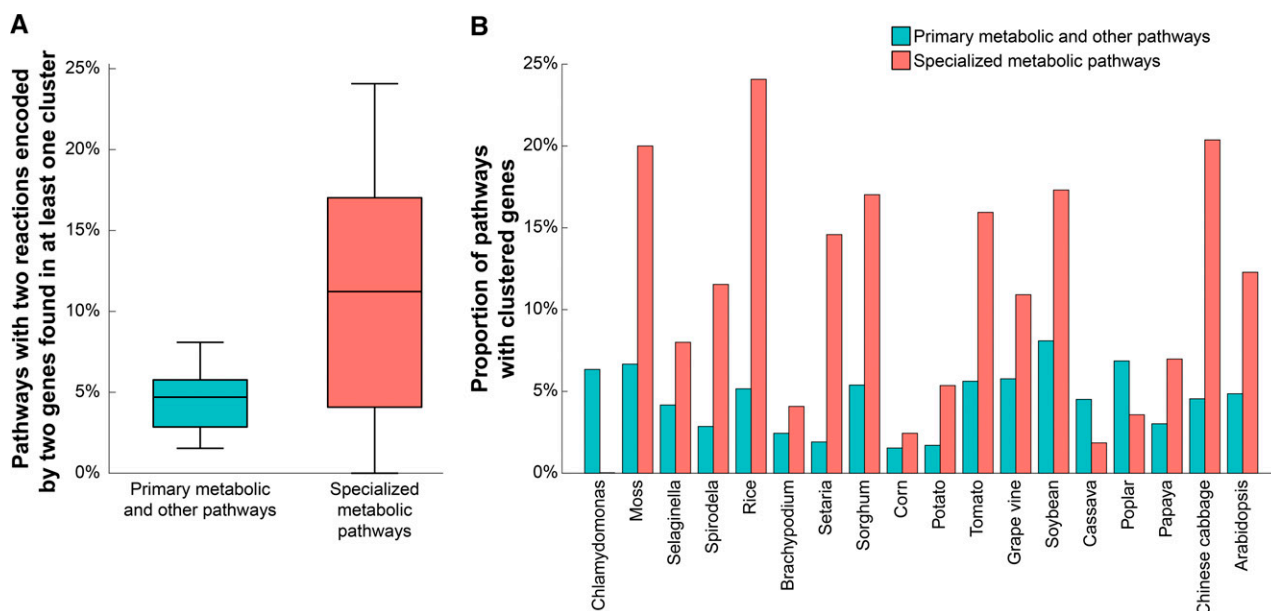 A
Pathways with two reactions encoded
by two genes found in at least one cluster
25%
20%
15%
10%
5%
0%
Primary metabolic
and other pathways
Specialized
metabolic
pathways
B
Primary metabolic and other pathways
Specialized metabolic pathways
Proportion of pathways
with clustered genes
25%
20%
15%
10%
5%
0%
Chlamydomonas
Moss
Selaginella
Spirodela
Rice
Brachypodium
Setaria
Sorghum
Corn
Potato
Tomato
Grape vine
Soybean
Cassava
Poplar
Papaya
Chinese cabbage
Arabidopsis